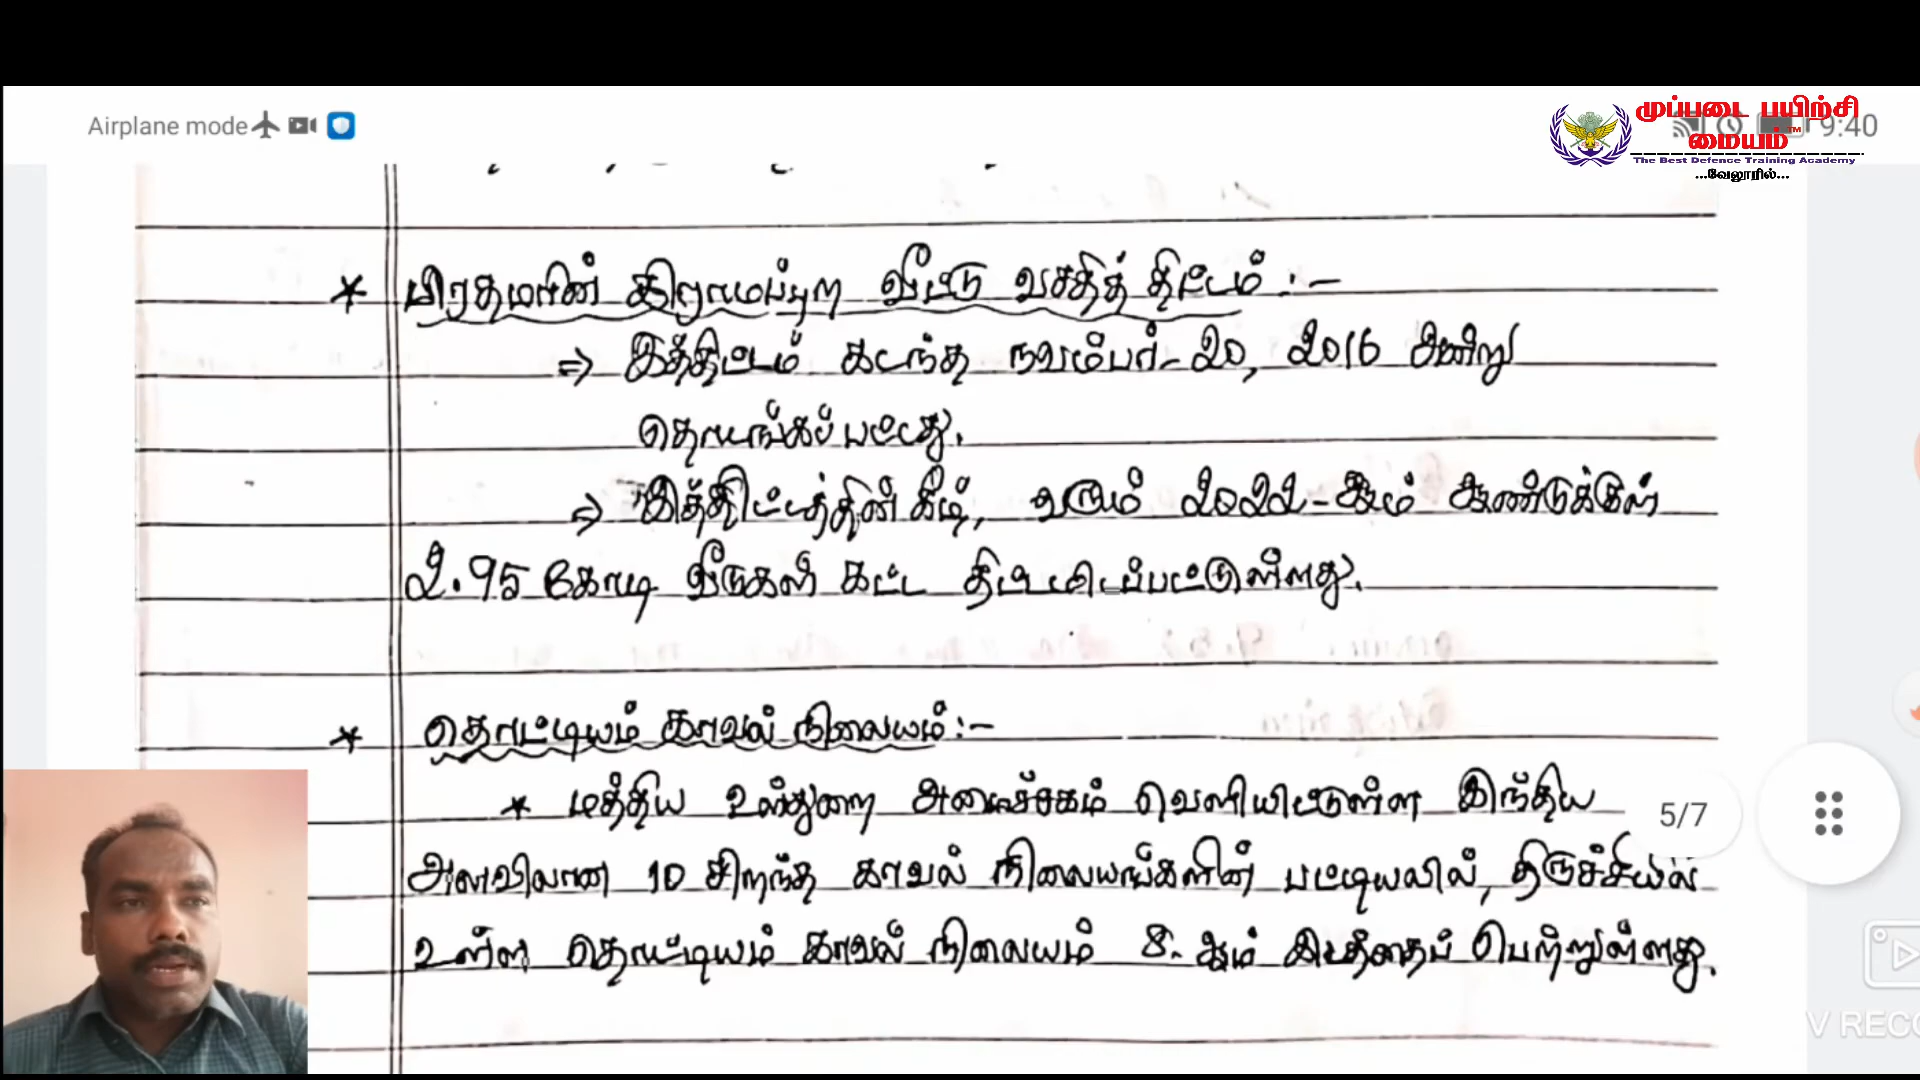 Airplane mode
9:40
முப்படை பயிற்சி
மையம்™
The Best Defence Training Academy
...வேலூரில்...
* பிரதமரின் கிராமப்புற வீட்டு வசதித் திட்டம் :-
⇒ இத்திட்டம் கடந்த நவம்பர்-20, 2016 அன்று
தொடங்கப்பட்டது.
⇒ இத்திட்டத்தின் கீழ், வரும் 2022-ஆம் ஆண்டுக்குள்
2.95 கோடி வீடுகள் கட்ட திட்டமிடப்பட்டுள்ளது.
* தொட்டியம் காவல் நிலையம் :-
* மத்திய உள்துறை அமைச்சகம் வெளியிட்டுள்ள இந்திய
அளவிலான 10 சிறந்த காவல் நிலையங்களின் பட்டியலில், திருச்சியில்
உள்ள தொட்டியம் காவல் நிலையம் 8-ஆம் இடத்தைப் பெற்றுள்ளது.
5/7
V RECO